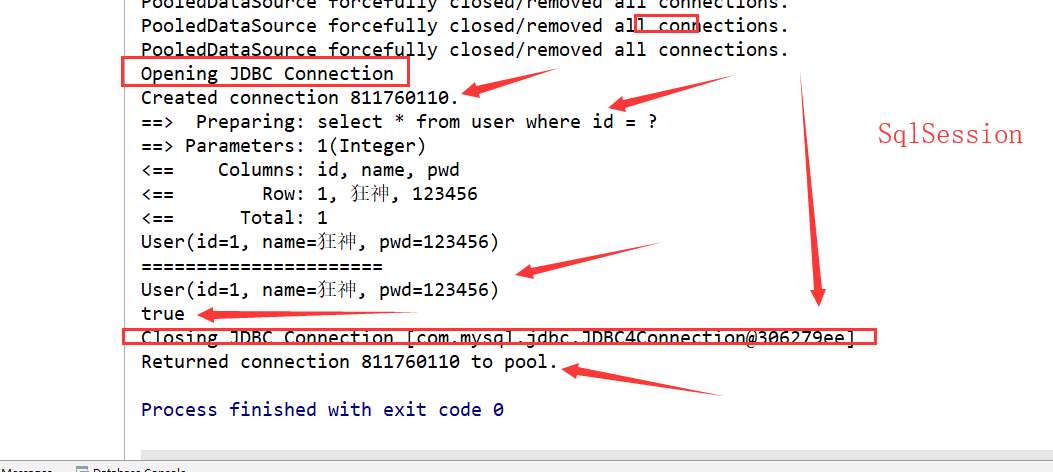 PooledDataSource forcefully closed/removed all connections.
PooledDataSource forcefully closed/removed all connections.
PooledDataSource forcefully closed/removed all connections.
Opening JDBC Connection
Created connection 811760110.
==>  Preparing: select * from user where id = ?
==> Parameters: 1(Integer)
<==    Columns: id, name, pwd
<==        Row: 1, 狂神, 123456
<==      Total: 1
User(id=1, name=狂神, pwd=123456)
======================
User(id=1, name=狂神, pwd=123456)
true
Closing JDBC Connection [com.mysql.jdbc.JDBC4Connection@306279ee]
Returned connection 811760110 to pool.
Process finished with exit code 0
SqlSession
Messages Database Console